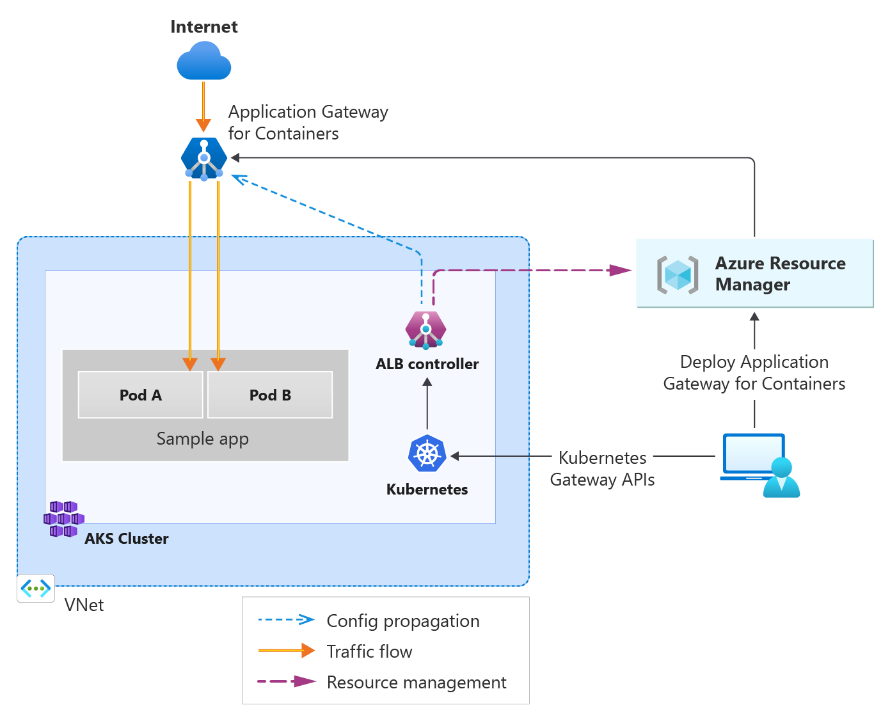 Internet
Application Gateway
for Containers
Azure Resource
Manager
ALB controller
Deploy Application
Gateway for Containers
Pod A
Pod B
Sample app
Kubernetes
Kubernetes
Gateway APIs
AKS Cluster
VNet
Config propagation
Traffic flow
Resource management